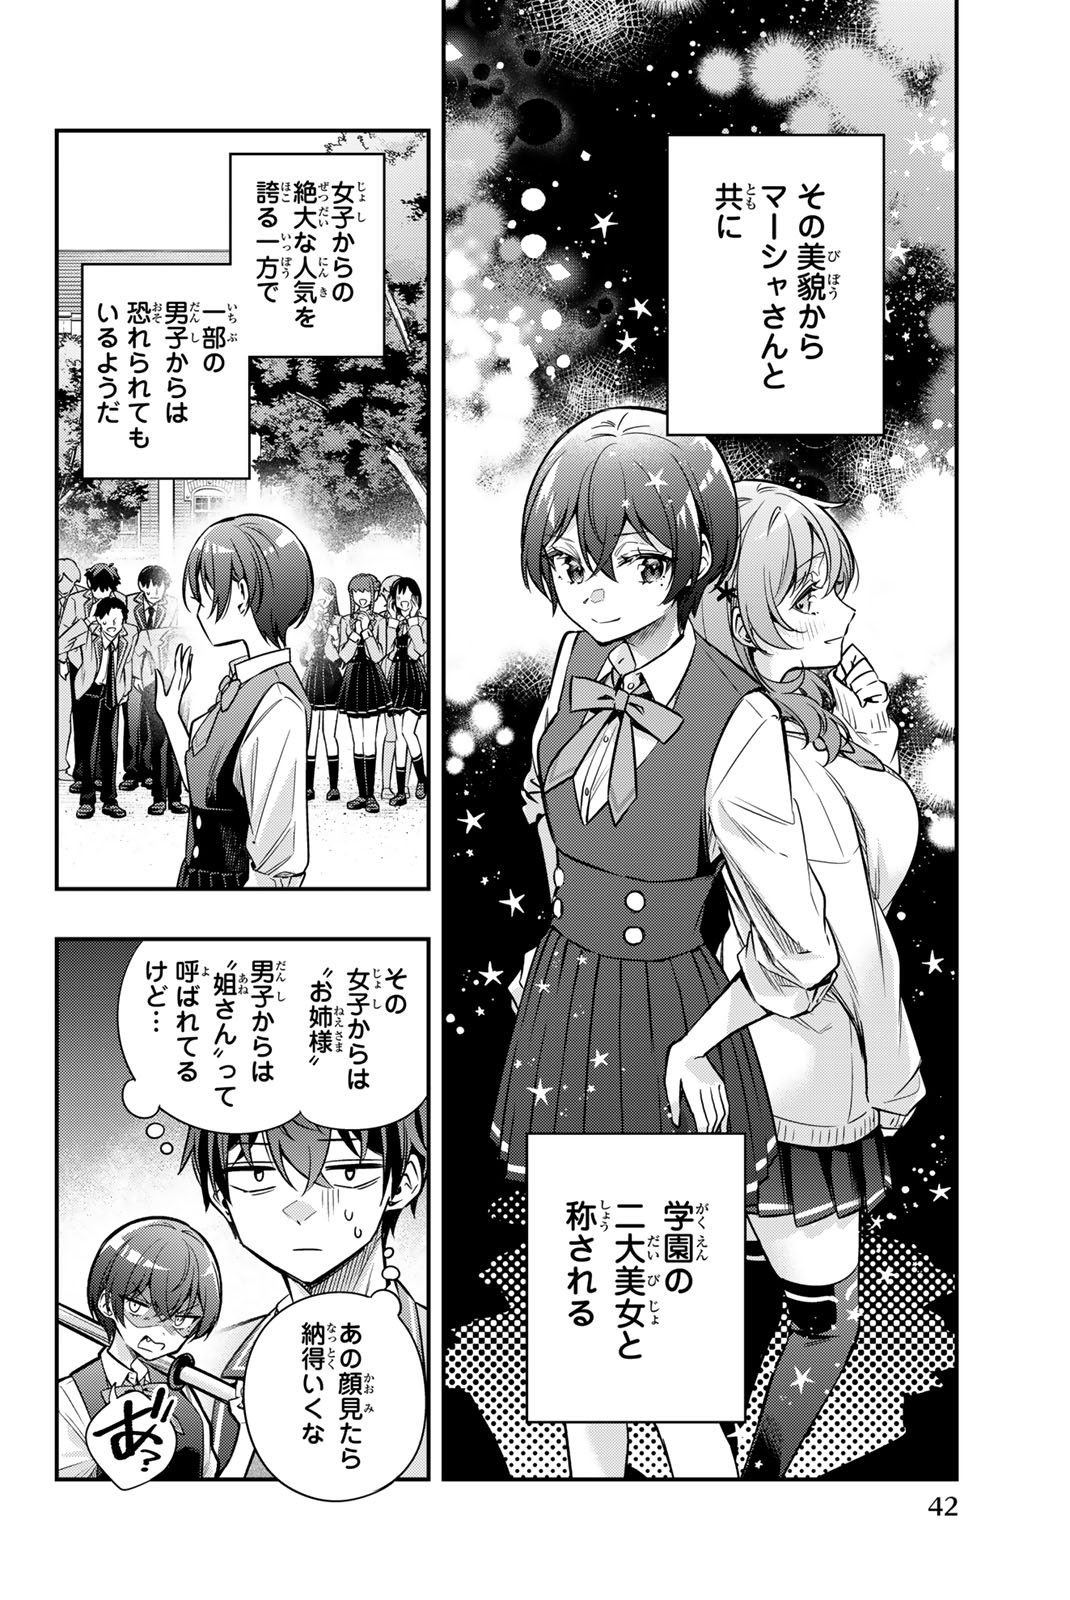 その美貌から
マーシャさんと
共に
学園の
二大美女と
称される
女子からの
絶大な人気を
誇る一方で
一部の
男子からは
恐れられても
いるようだ
その
女子からは
〝お姉様〟
男子からは
〝姐さん〟って
呼ばれてる
けど…
あの顔見たら
納得いくな
あ゛?
42